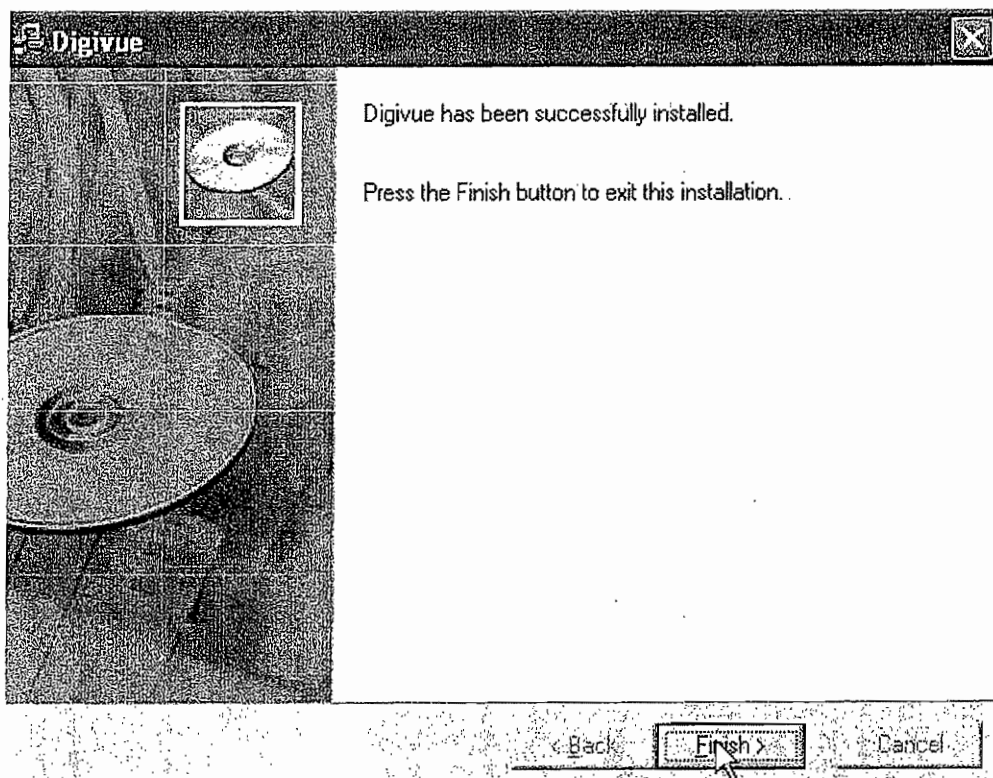 Digivue
Digivue has been successfully installed.
Press the Finish button to exit this installation.
< Back
Finish >
Cancel